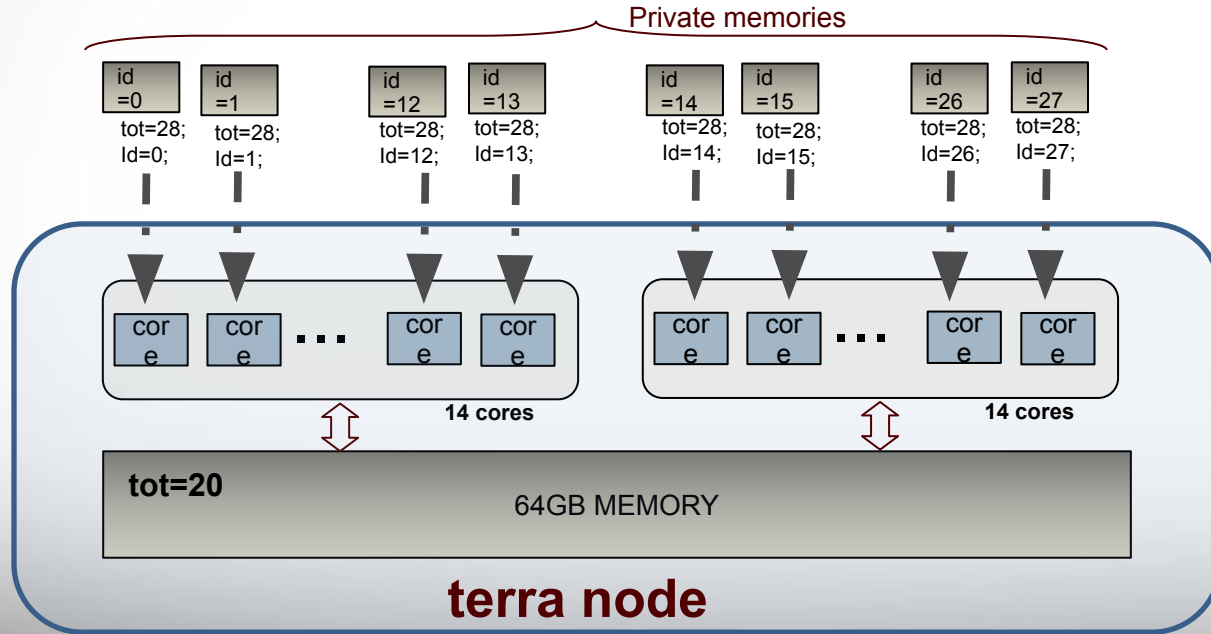 Private memories
id
=0
id
=1
id
=12
id
=13
id
=14
id
=15
id
=26
id
=27
tot=28;
Id=0;
tot=28;
Id=1;
tot=28;
Id=12;
tot=28;
Id=13;
tot=28;
Id=14;
tot=28;
Id=15;
tot=28;
Id=26;
tot=28;
Id=27;
cor
e
cor
e
...
cor
e
cor
e
cor
e
cor
e
...
cor
e
cor
e
14 cores
14 cores
tot=20
64GB MEMORY
terra node